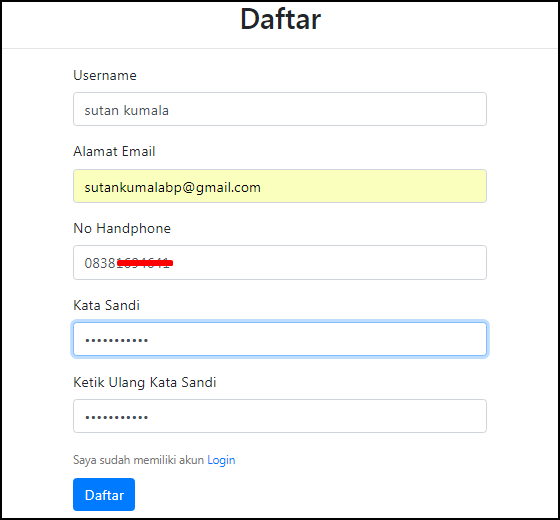 Daftar
Username
sutan kumala
Alamat Email
sutankumalabp@gmail.com
No Handphone
0838
Kata Sandi
•••••••••••
Ketik Ulang Kata Sandi
•••••••••••
Saya sudah memiliki akun Login
Daftar